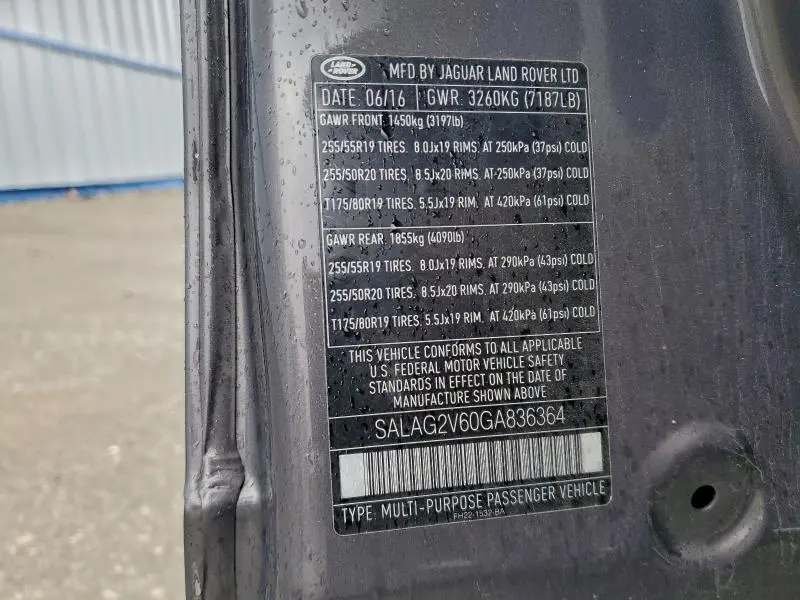 LAND ROVER
MFD.BY JAGUAR LAND ROVER LTD
DATE: 06/16 GWR: 3260KG (7187LB)
GAWR FRONT: 1450kg (3197lb)
255/55R19 TIRES. 8.0Jx19 RIMS. AT 250kPa (37psi) COLD
255/50R20 TIRES, 8.5Jx20 RIMS, AT-250kPa (37psi) COLD
T175/80R19 TIRES; 5.5Jx19 RIM, AT 420kPa (61psi) COLD
GAWR REAR: 1855kg (4090lb)
255/55R19 TIRES. 8.0Jx19 RIMS, AT 290kPa (43psi) COLD
255/50R20 TIRES. 8.5Jx20 RIMS, AT 290kPa (43psi) COLD
T175/80R19 TIRES; 5.5Jx19 RIM, AT 420kPa (61psi) COLD
THIS VEHICLE CONFORMS TO ALL APPLICABLE
U.S. FEDERAL MOTOR VEHICLE SAFETY
STANDARDS IN EFFECT ON THE DATE OF
MANUFACTURE SHOWN ABOVE
SALAG2V60GA836364
TYPE: MULTI-PURPOSE PASSENGER VEHICLE
FH22-1532-BA